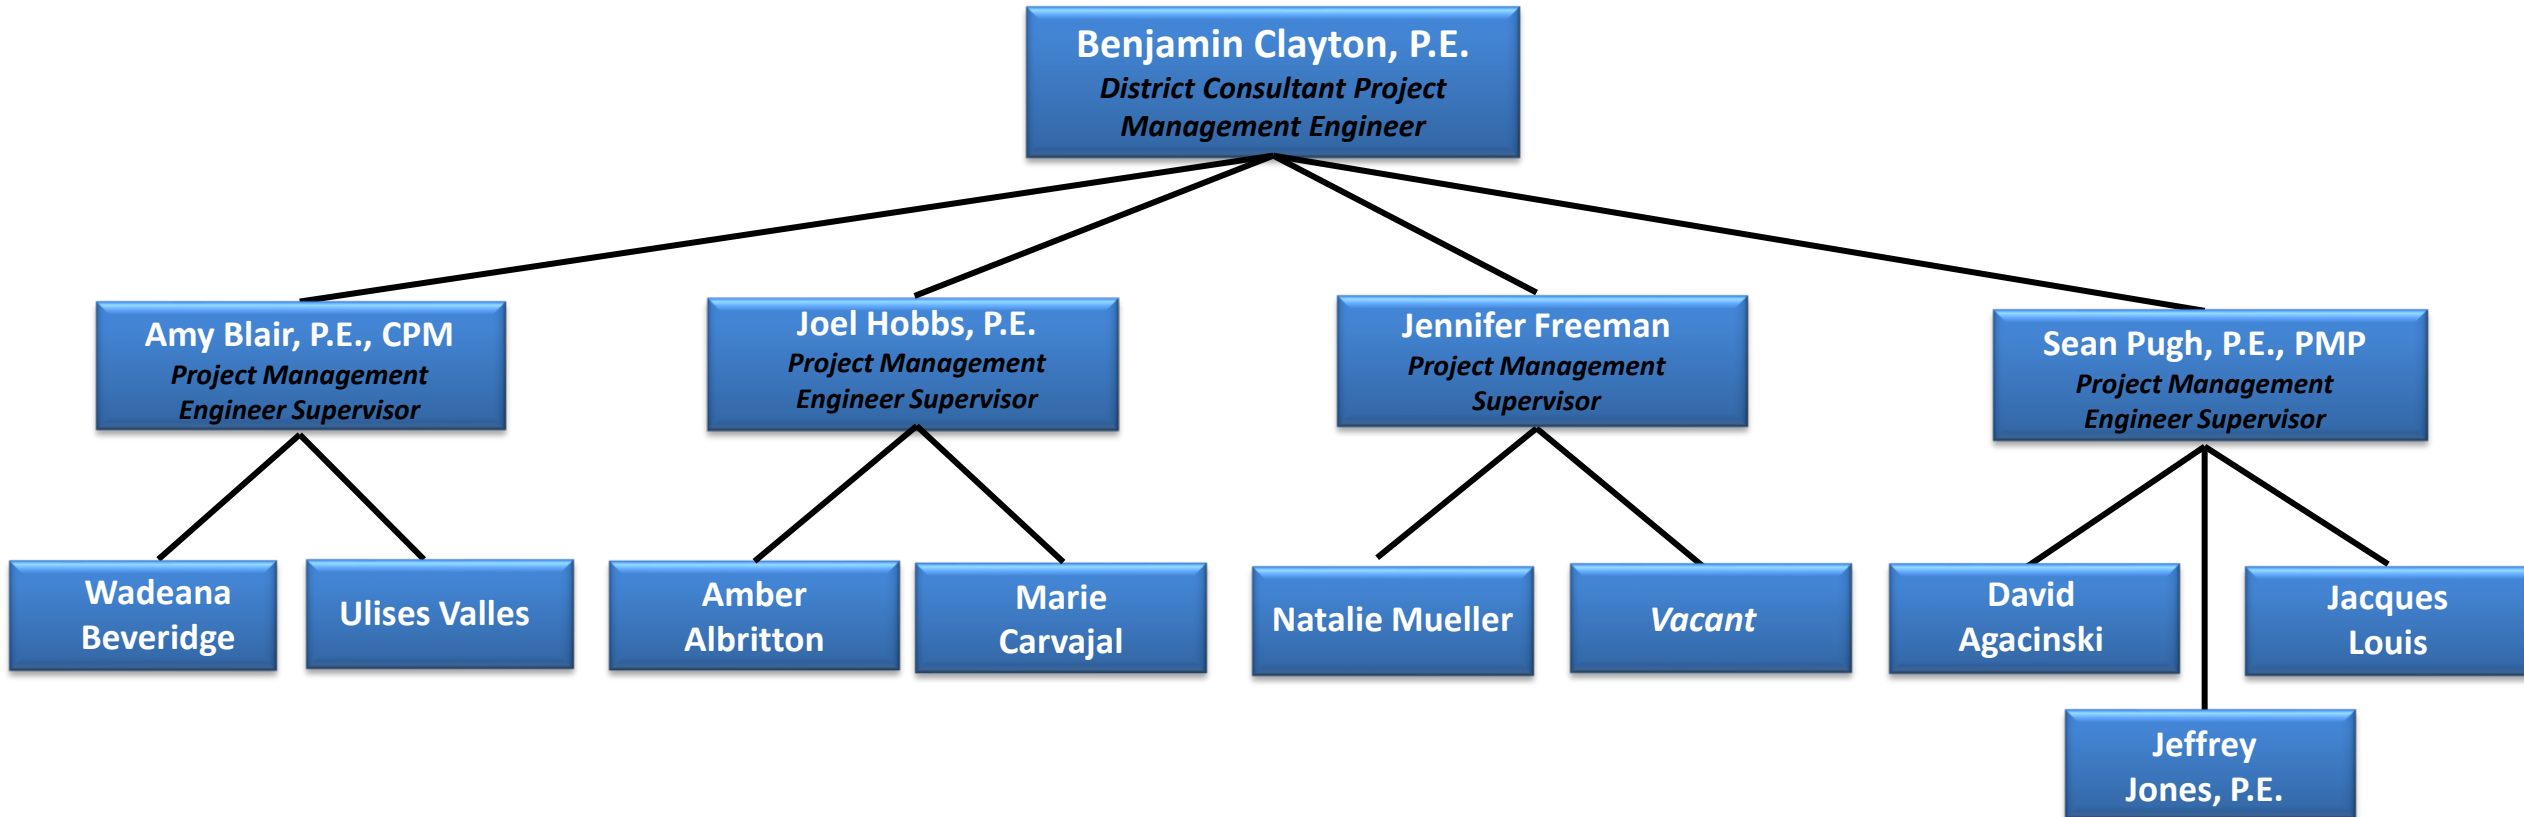 Benjamin Clayton, P.E.
District Consultant Project
Management Engineer
Amy Blair, P.E., CPM
Project Management
Engineer Supervisor
Joel Hobbs, P.E.
Project Management
Engineer Supervisor
Jennifer Freeman
Project Management
Supervisor
Sean Pugh, P.E., PMP
Project Management
Engineer Supervisor
Wadeana
Beveridge
Ulises Valles
Amber
Albritton
Marie
Carvajal
Natalie Mueller
Vacant
David
Agacinski
Jacques
Louis
Jeffrey
Jones, P.E.